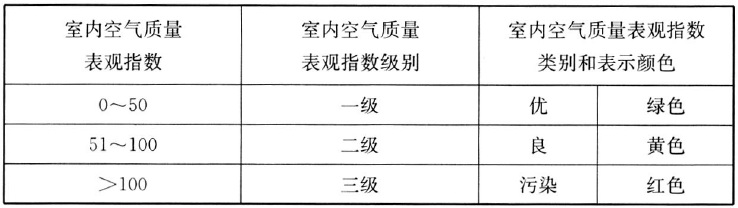 室内空气质量 室内空气质量 室内空气质量表观指数
表观指数 表观指数级别 类别和表示颜色
0～50 一级 优 绿色
51～100 二级 良 黄色
>100 三级 污染 红色